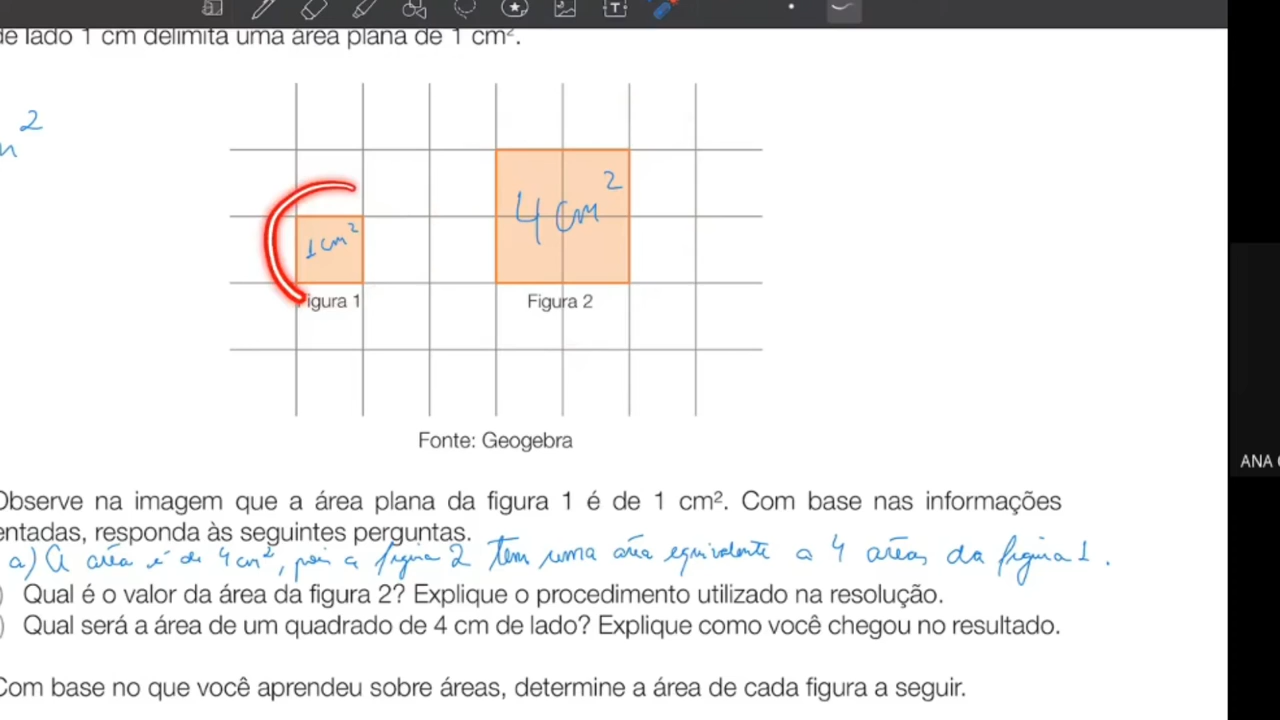 de lado 1 cm delimita uma área plana de 1 cm².
2
1 cm²
4 cm²
igura 1
Figura 2
Fonte: Geogebra
Observe na imagem que a área plana da figura 1 é de 1 cm². Com base nas informações
entadas, responda às seguintes perguntas.
a) A área é de 4 cm², pois a figura 2 tem uma área equivalente a 4 áreas da figura 1.
) Qual é o valor da área da figura 2? Explique o procedimento utilizado na resolução.
) Qual será a área de um quadrado de 4 cm de lado? Explique como você chegou no resultado.
Com base no que você aprendeu sobre áreas, determine a área de cada figura a seguir.
ANA